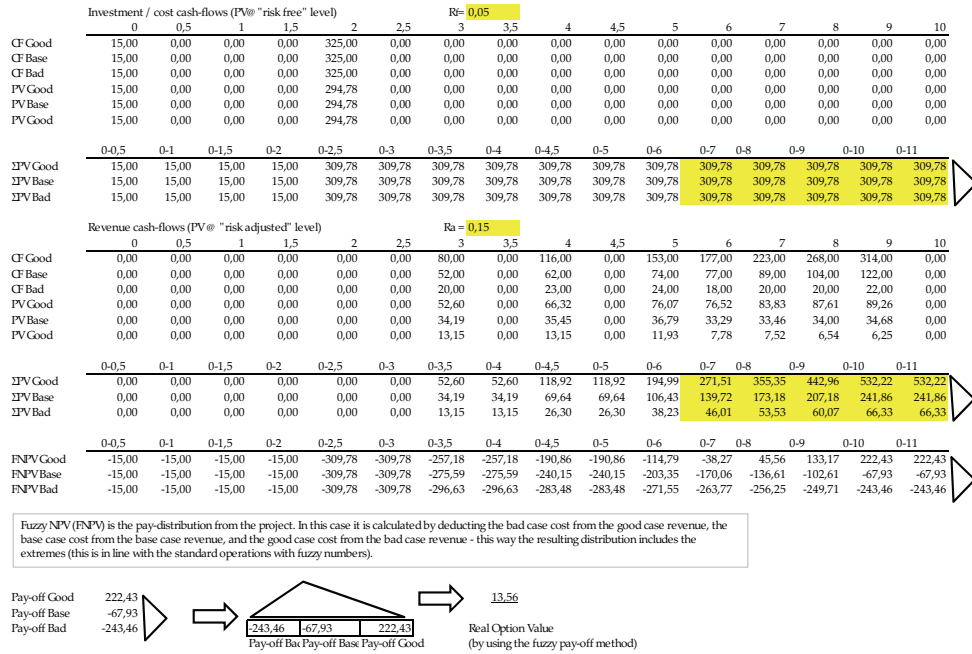 Investment / cost cash-flows (PV@ "risk free" level) Rf= 0,05
0 0,5 1 1,5 2 2,5 3 3,5 4 4,5 5 6 7 8 9 10
CF Good 15,00 0,00 0,00 0,00 325,00 0,00 0,00 0,00 0,00 0,00 0,00 0,00 0,00 0,00 0,00 0,00
CF Base 15,00 0,00 0,00 0,00 325,00 0,00 0,00 0,00 0,00 0,00 0,00 0,00 0,00 0,00 0,00 0,00
CF Bad 15,00 0,00 0,00 0,00 325,00 0,00 0,00 0,00 0,00 0,00 0,00 0,00 0,00 0,00 0,00 0,00
PV Good 15,00 0,00 0,00 0,00 294,78 0,00 0,00 0,00 0,00 0,00 0,00 0,00 0,00 0,00 0,00 0,00
PV Base 15,00 0,00 0,00 0,00 294,78 0,00 0,00 0,00 0,00 0,00 0,00 0,00 0,00 0,00 0,00 0,00
PV Good 15,00 0,00 0,00 0,00 294,78 0,00 0,00 0,00 0,00 0,00 0,00 0,00 0,00 0,00 0,00 0,00
0-0,5 0-1 0-1,5 0-2 0-2,5 0-3 0-3,5 0-4 0-4,5 0-5 0-6 0-7 0-8 0-9 0-10 0-11
ΣPV Good 15,00 15,00 15,00 15,00 309,78 309,78 309,78 309,78 309,78 309,78 309,78 309,78 309,78 309,78 309,78 309,78
ΣPV Base 15,00 15,00 15,00 15,00 309,78 309,78 309,78 309,78 309,78 309,78 309,78 309,78 309,78 309,78 309,78 309,78
ΣPV Bad 15,00 15,00 15,00 15,00 309,78 309,78 309,78 309,78 309,78 309,78 309,78 309,78 309,78 309,78 309,78 309,78
Revenue cash-flows (PV @ "risk adjusted" level) Ra = 0,15
0 0,5 1 1,5 2 2,5 3 3,5 4 4,5 5 6 7 8 9 10
CF Good 0,00 0,00 0,00 0,00 0,00 0,00 80,00 0,00 116,00 0,00 153,00 177,00 223,00 268,00 314,00 0,00
CF Base 0,00 0,00 0,00 0,00 0,00 0,00 52,00 0,00 62,00 0,00 74,00 77,00 89,00 104,00 122,00 0,00
CF Bad 0,00 0,00 0,00 0,00 0,00 0,00 20,00 0,00 23,00 0,00 24,00 18,00 20,00 20,00 22,00 0,00
PV Good 0,00 0,00 0,00 0,00 0,00 0,00 52,60 0,00 66,32 0,00 76,07 76,52 83,83 87,61 89,26 0,00
PV Base 0,00 0,00 0,00 0,00 0,00 0,00 34,19 0,00 35,45 0,00 36,79 33,29 33,46 34,00 34,68 0,00
PV Good 0,00 0,00 0,00 0,00 0,00 0,00 13,15 0,00 13,15 0,00 11,93 7,78 7,52 6,54 6,25 0,00
0-0,5 0-1 0-1,5 0-2 0-2,5 0-3 0-3,5 0-4 0-4,5 0-5 0-6 0-7 0-8 0-9 0-10 0-11
ΣPV Good 0,00 0,00 0,00 0,00 0,00 0,00 52,60 52,60 118,92 118,92 194,99 271,51 355,35 442,96 532,22 532,22
ΣPV Base 0,00 0,00 0,00 0,00 0,00 0,00 34,19 34,19 69,64 69,64 106,43 139,72 173,18 207,18 241,86 241,86
ΣPV Bad 0,00 0,00 0,00 0,00 0,00 0,00 13,15 13,15 26,30 26,30 38,23 46,01 53,53 60,07 66,33 66,33
0-0,5 0-1 0-1,5 0-2 0-2,5 0-3 0-3,5 0-4 0-4,5 0-5 0-6 0-7 0-8 0-9 0-10 0-11
FNPV Good -15,00 -15,00 -15,00 -15,00 -309,78 -309,78 -257,18 -257,18 -190,86 -190,86 -114,79 -38,27 45,56 133,17 222,43 222,43
FNPV Base -15,00 -15,00 -15,00 -15,00 -309,78 -309,78 -275,59 -275,59 -240,15 -240,15 -203,35 -170,06 -136,61 -102,61 -67,93 -67,93
FNPV Bad -15,00 -15,00 -15,00 -15,00 -309,78 -309,78 -296,63 -296,63 -283,48 -283,48 -271,55 -263,77 -256,25 -249,71 -243,46 -243,46
Fuzzy NPV (FNPV) is the pay-distribution from the project. In this case it is calculated by deducting the bad case cost from the good case revenue, the
base case cost from the base case revenue, and the good case cost from the bad case revenue - this way the resulting distribution includes the
extremes (this is in line with the standard operations with fuzzy numbers).
Pay-off Good 222,43 13,56
Pay-off Base -67,93
Pay-off Bad -243,46 -243,46 -67,93 222,43 Real Option Value
Pay-off Bad Pay-off Base Pay-off Good (by using the fuzzy pay-off method)